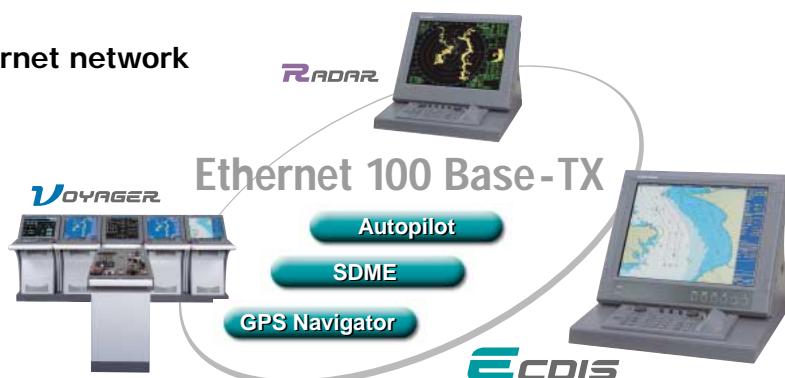 rnet network
RADAR
VOYAGER
Ethernet 100 Base-TX
Autopilot
SDME
GPS Navigator
ECDIS